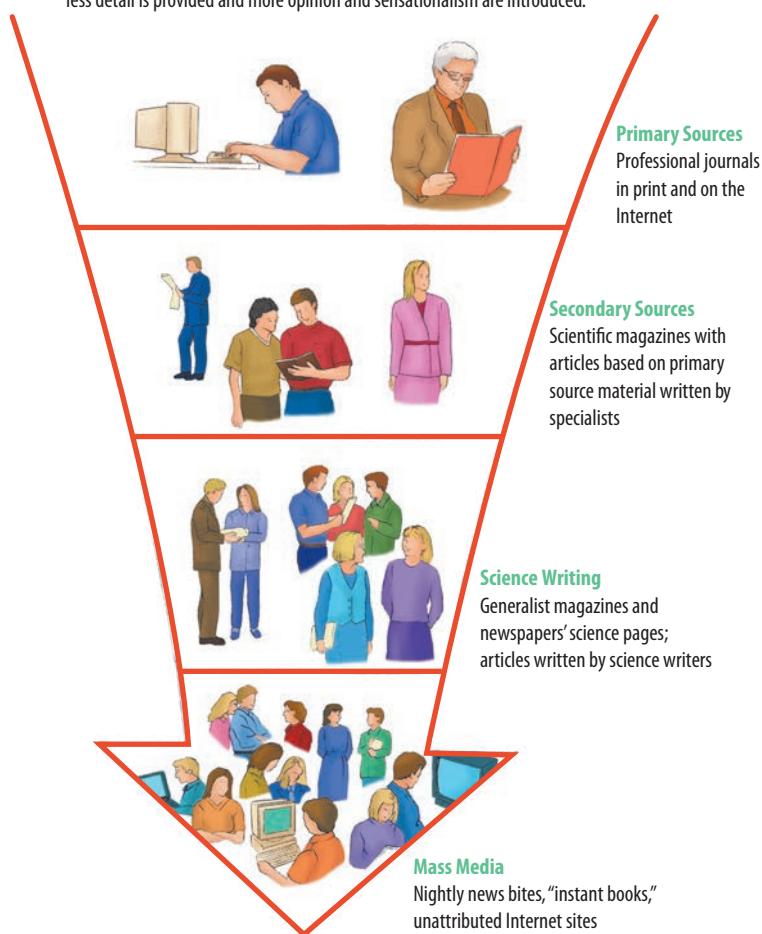 less detail is provided and more opinion and sensationalism are introduced.
Primary Sources
Professional journals
in print and on the
Internet
Secondary Sources
Scientific magazines with
articles based on primary
source material written by
specialists
Science Writing
Generalist magazines and
newspapers’ science pages;
articles written by science writers
Mass Media
Nightly news bites, “instant books,”
unattributed Internet sites